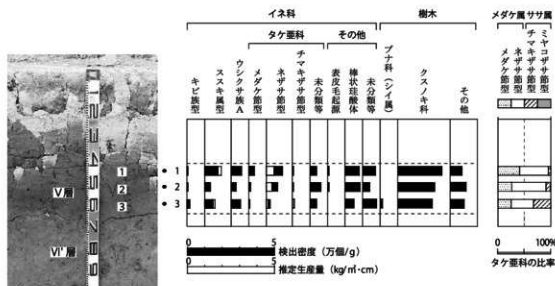 イネ科
樹木
タケ亜科
その他
キビ族型
ススキ属型
ウシクサ族A
メダケ節型
ネザサ節型
チマキザサ節型
未分類等
表皮毛起源
棒状珪酸体
未分類等
ブナ科(シイ属)
クスノキ科
その他
メダケ属
ササ属
メダケ節型
ネザサ節型
チマキザサ節型
ミヤコザサ節型
1
2
3
V層
VI'層
1
2
3
0 5
検出密度(万個/g)
推定生産量(kg/㎡・cm)
0 5
0 100%
タケ亜科の比率